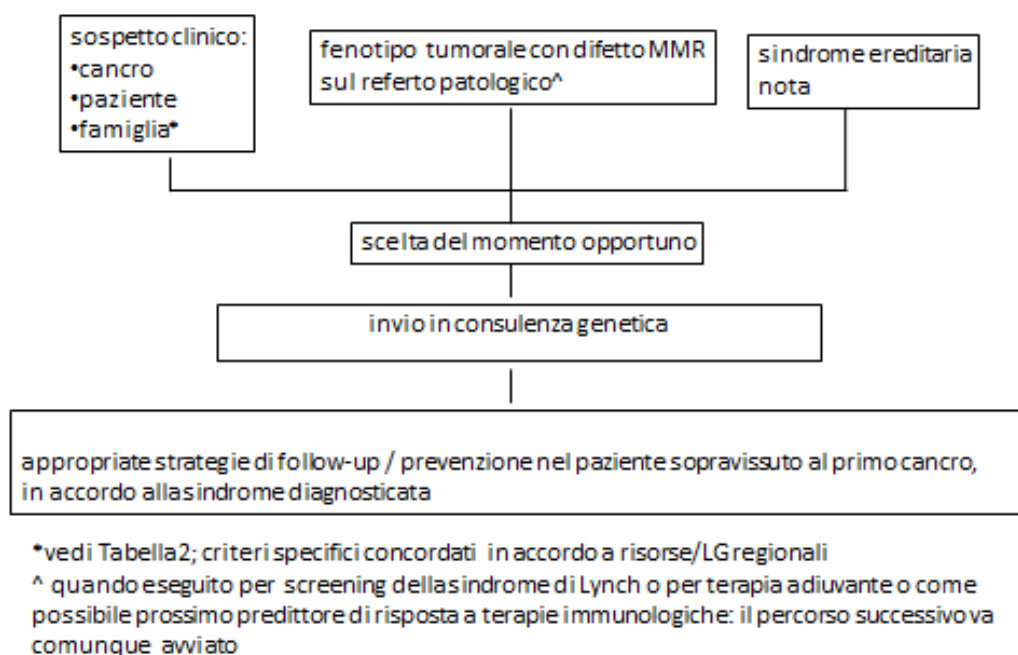 sospetto clinico:
•cancro
•paziente
•famiglia*
fenotipo tumorale con difetto MMR
sul referto patologico^
sindrome ereditaria
nota
scelta del momento opportuno
invio in consulenza genetica
appropriate strategie di follow-up / prevenzione nel paziente sopravissuto al primo cancro,
in accordo alla sindrome diagnosticata
*vedi Tabella2; criteri specifici concordati in accordo a risorse/LG regionali
^ quando eseguito per screening della sindrome di Lynch o per terapia adiuvante o come
possibile prossimo predittore di risposta a terapie immunologiche: il percorso successivo va
comunque avviato